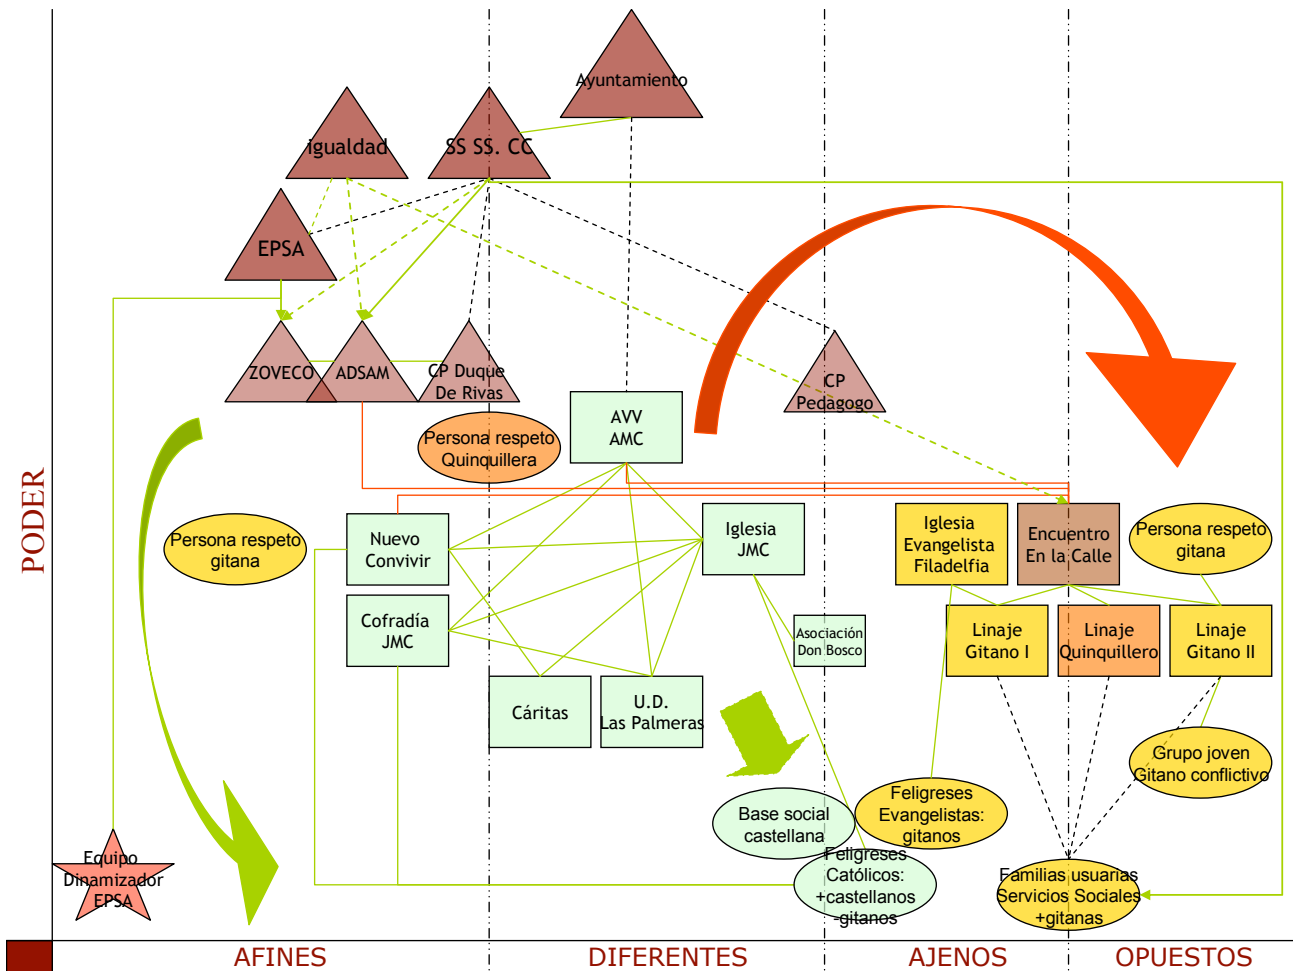 Ayuntamiento
igualdad
SS SS. CC
EPSA
ZOVECO
ADSAM
CP Duque
De Rivas
CP
Pedagogo
AVV
AMC
Persona respeto
Quinquillera
PODER
Persona respeto
gitana
Nuevo
Convivir
Iglesia
JMC
Iglesia
Evangelista
Filadelfia
Encuentro
En la Calle
Persona respeto
gitana
Cofradía
JMC
Asociación
Don Bosco
Linaje
Gitano I
Linaje
Quinquillero
Linaje
Gitano II
Cáritas
U.D.
Las Palmeras
Grupo joven
Gitano conflictivo
Base social
castellana
Feligreses
Evangelistas:
gitanos
Equipo
Dinamizador
EPSA
Feligreses
Católicos:
+castellanos
-gitanos
Familias usuarias
Servicios Sociales
+gitanas
AFINES
DIFERENTES
AJENOS
OPUESTOS